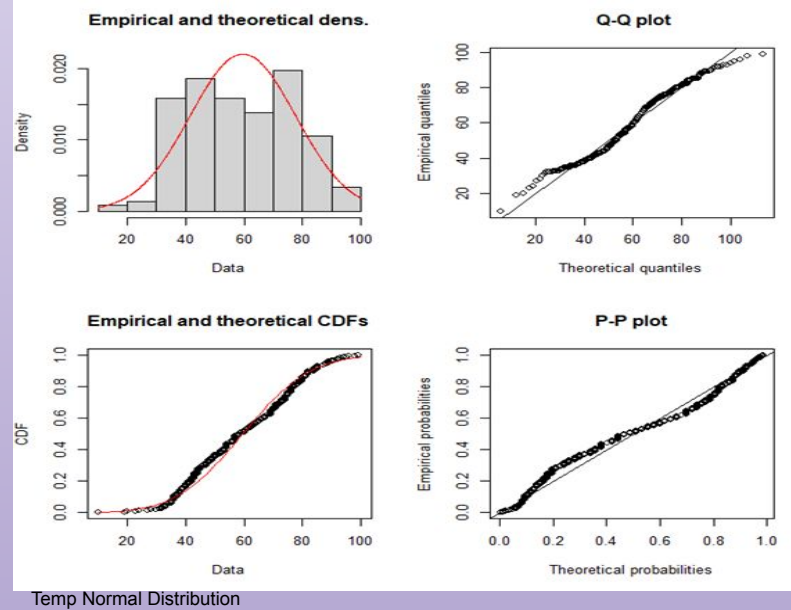 Empirical and theoretical dens.
Density
0.000 0.010 0.020
20 40 60 80 100
Data
Q-Q plot
Empirical quantiles
20 40 60 80 100
20 40 60 80 100
Theoretical quantiles
Empirical and theoretical CDFs
CDF
0.0 0.2 0.4 0.6 0.8 1.0
20 40 60 80 100
Data
P-P plot
Empirical probabilities
0.0 0.2 0.4 0.6 0.8 1.0
0.0 0.2 0.4 0.6 0.8 1.0
Theoretical probabilities
Temp Normal Distribution